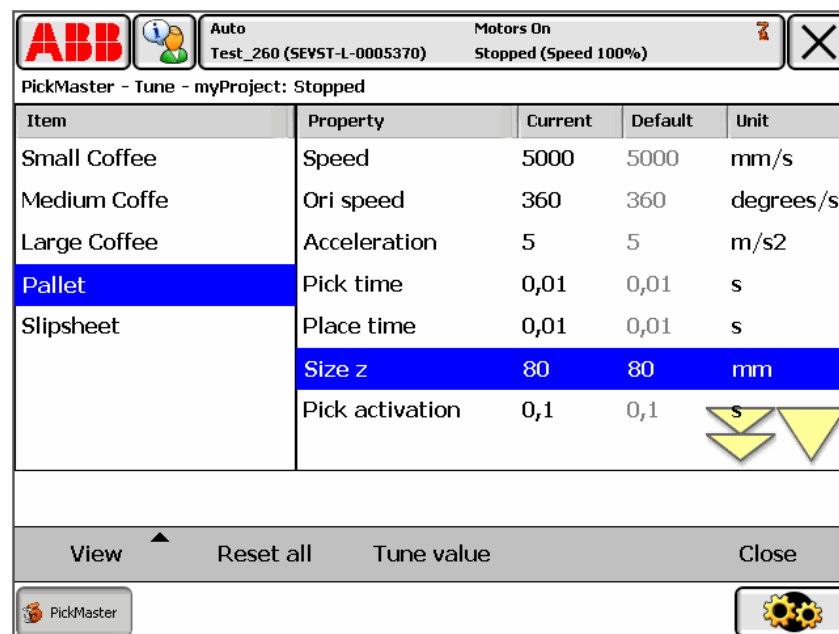 ABB
Auto Motors On
Test_260 (SEVST-L-0005370) Stopped (Speed 100%)
PickMaster - Tune - myProject: Stopped
Item Property Current Default Unit
Small Coffee Speed 5000 5000 mm/s
Medium Coffe Ori speed 360 360 degrees/s
Large Coffee Acceleration 5 5 m/s2
Pallet Pick time 0,01 0,01 s
Slipsheet Place time 0,01 0,01 s
Size z 80 80 mm
Pick activation 0,1 0,1 s
View Reset all Tune value Close
PickMaster